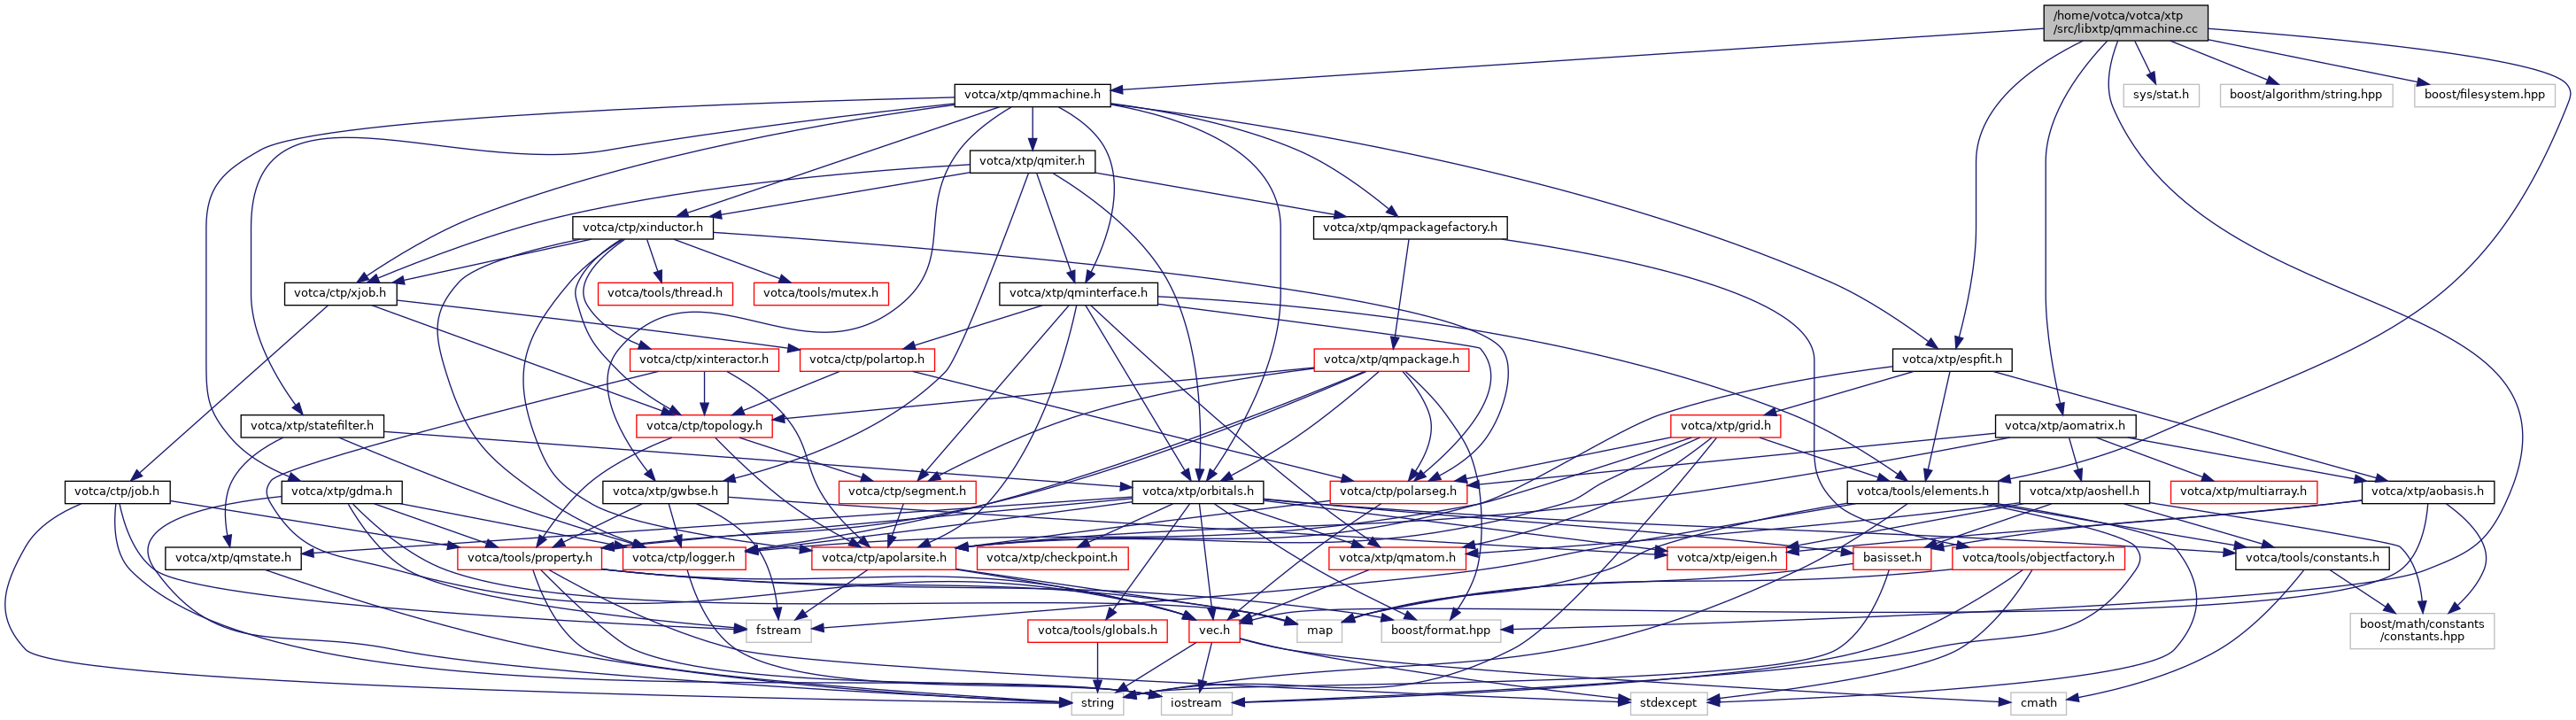 /home/votca/votca/xtp
/src/libxtp/qmmachine.cc
votca/xtp/qmmachine.h
sys/stat.h
boost/algorithm/string.hpp
boost/filesystem.hpp
votca/xtp/qmiter.h
votca/ctp/xinductor.h
votca/xtp/qmpackagefactory.h
votca/ctp/xjob.h
votca/tools/thread.h
votca/tools/mutex.h
votca/xtp/qminterface.h
votca/ctp/xinteractor.h
votca/ctp/polartop.h
votca/xtp/qmpackage.h
votca/xtp/espfit.h
votca/xtp/statefilter.h
votca/ctp/topology.h
votca/xtp/grid.h
votca/xtp/aomatrix.h
votca/ctp/job.h
votca/xtp/gdma.h
votca/xtp/gwbse.h
votca/ctp/segment.h
votca/xtp/orbitals.h
votca/ctp/polarseg.h
votca/tools/elements.h
votca/xtp/aoshell.h
votca/xtp/multiarray.h
votca/xtp/aobasis.h
votca/xtp/qmstate.h
votca/tools/property.h
votca/ctp/logger.h
votca/ctp/apolarsite.h
votca/xtp/checkpoint.h
votca/xtp/qmatom.h
votca/xtp/eigen.h
basisset.h
votca/tools/objectfactory.h
votca/tools/constants.h
fstream
votca/tools/globals.h
vec.h
map
boost/format.hpp
boost/math/constants
/constants.hpp
string
iostream
stdexcept
cmath